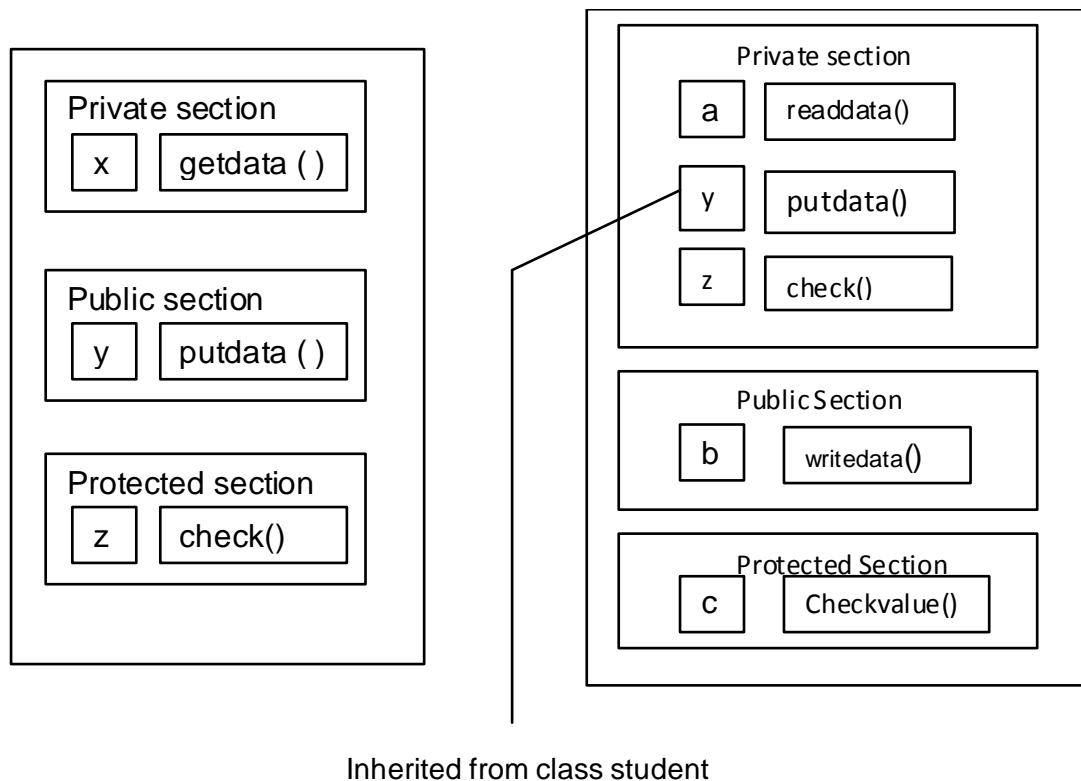 Private section
x getdata ( )
Public section
y putdata ( )
Protected section
z check()
Private section
a readdata()
y putdata()
z check()
Public Section
b writedata()
Protected Section
c Checkvalue()
Inherited from class student